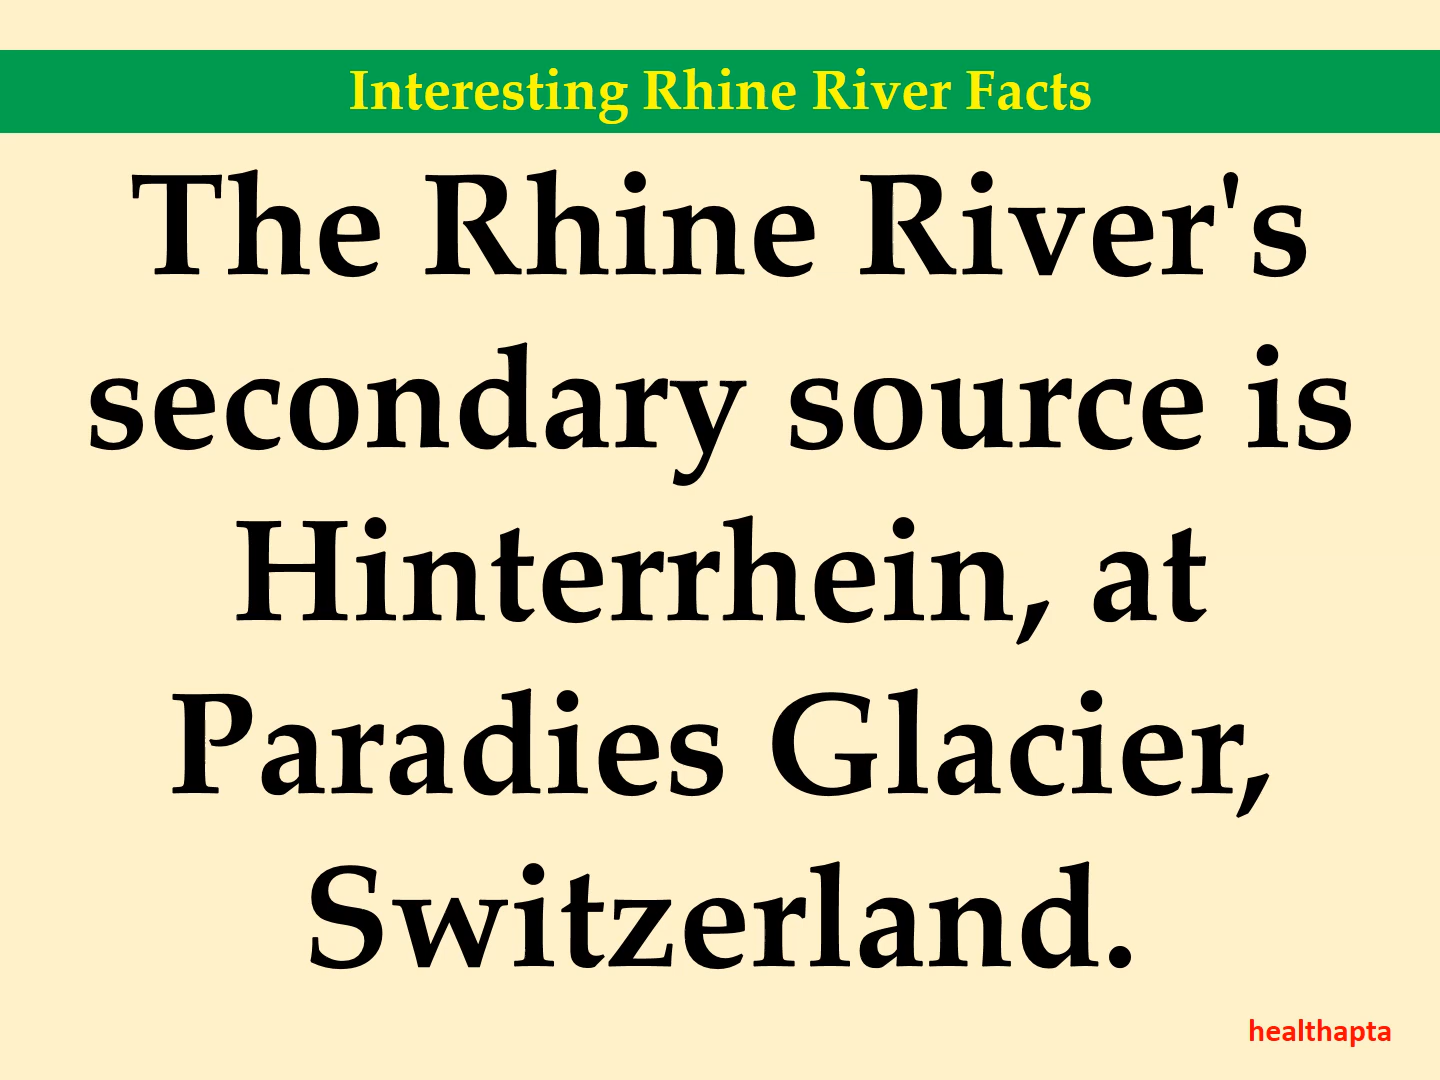 Interesting Rhine River Facts
The Rhine River's
secondary source is
Hinterrhein, at
Paradies Glacier,
Switzerland.
healthapta